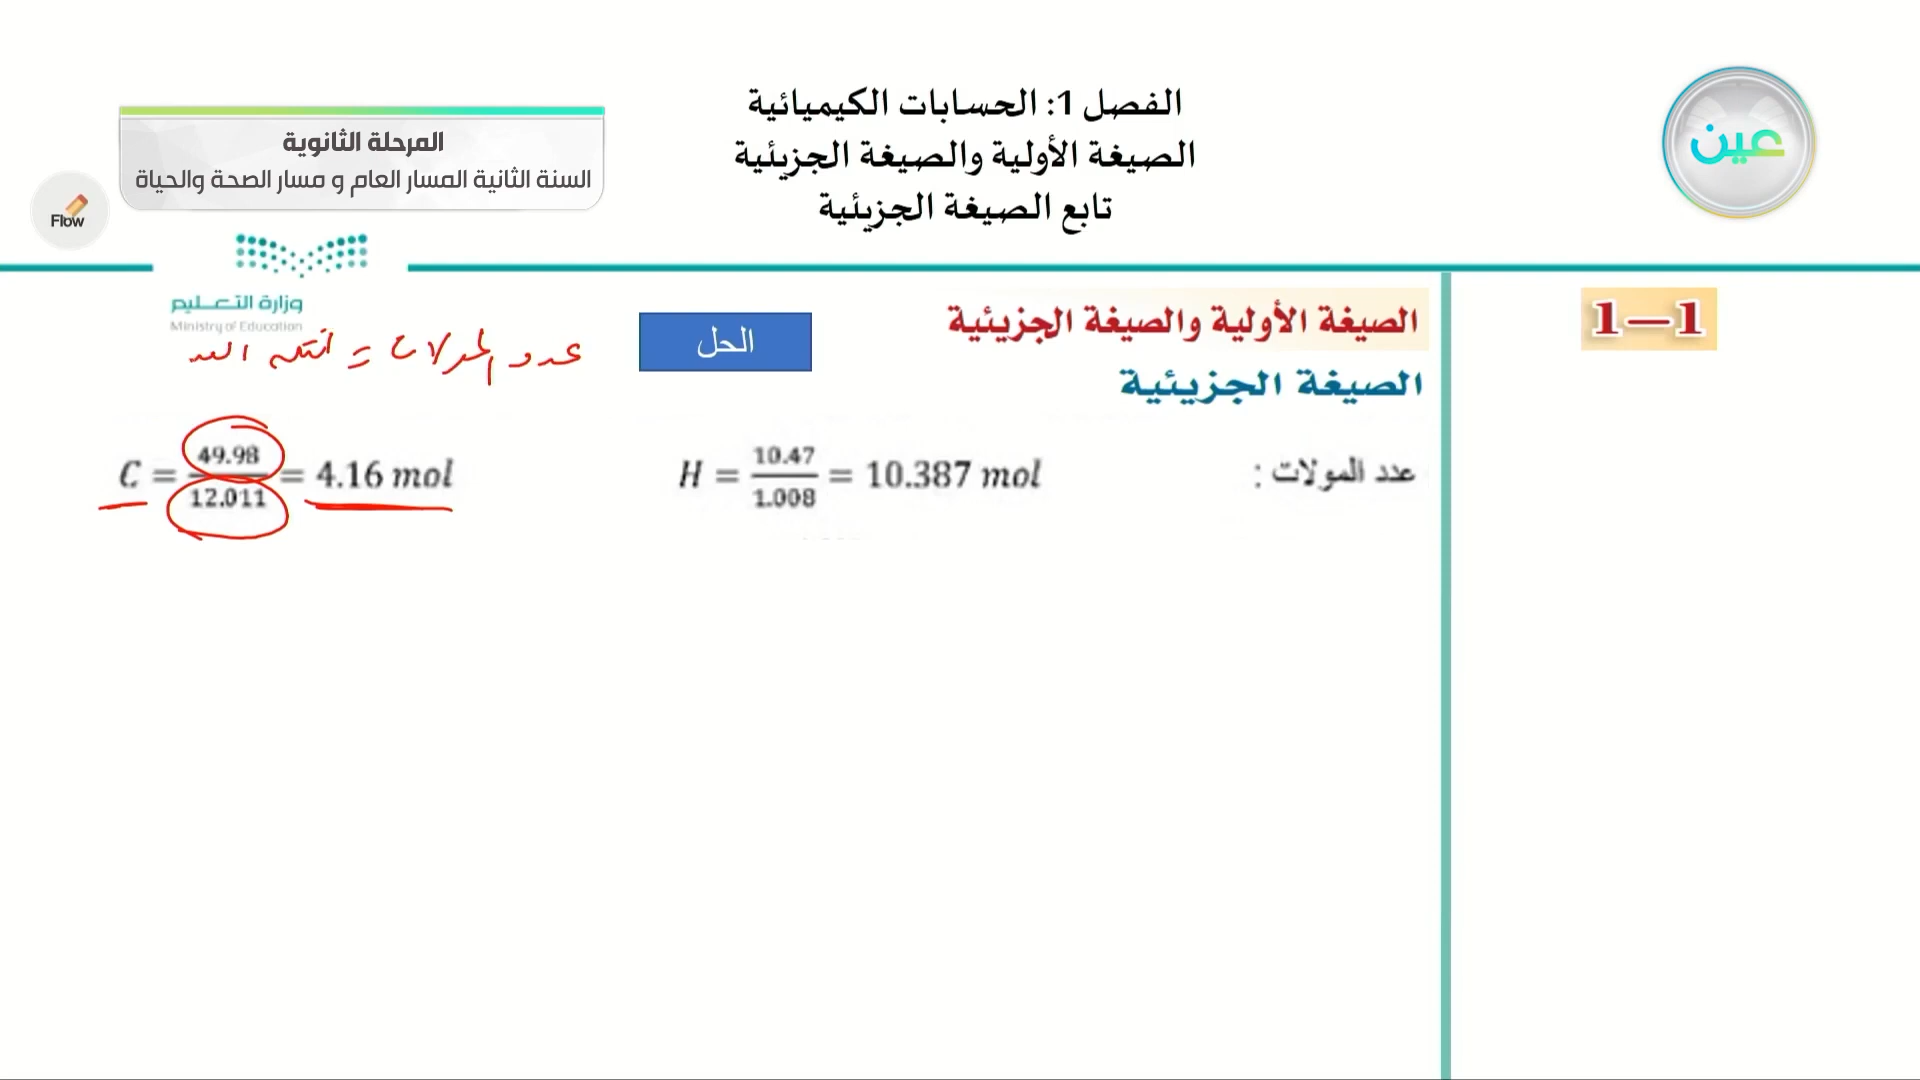 الفصل 1: الحسابات الكيميائية
الصيغة الأولية والصيغة الجزيئية
تابع الصيغة الجزيئية
عين
المرحلة الثانوية
السنة الثانية المسار العام و مسار الصحة والحياة
Flow
وزارة التعليم
Ministry of Education
1–1
الصيغة الأولية والصيغة الجزيئية
الصيغة الجزيئية
الحل
عدد المولات =
عدد المولات :
H = 10.47/1.008 = 10.387 mol
C = 49.98/12.011 = 4.16 mol